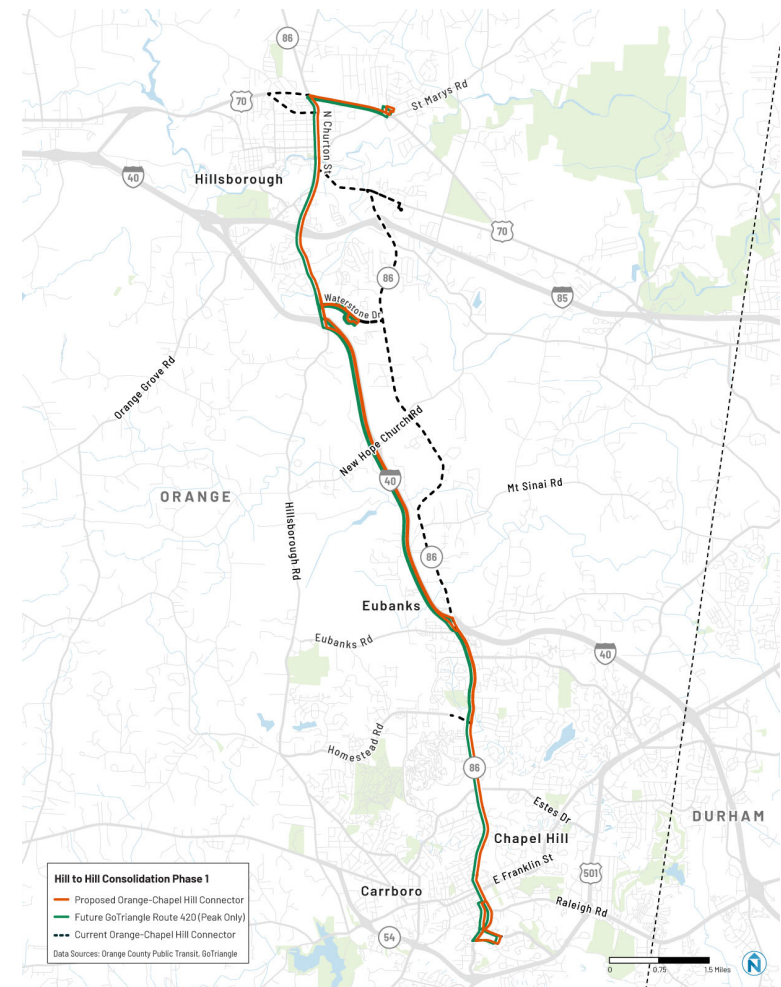 86
St Marys Rd
70
N Churton St
40
Hillsborough
70
86
85
Waterstone Dr
Orange Grove Rd
New Hope Church Rd
40
Mt Sinai Rd
ORANGE
Hillsborough Rd
86
Eubanks
Eubanks Rd
40
Homestead Rd
86
Estes Dr
DURHAM
Chapel Hill
E Franklin St
501
Carrboro
Raleigh Rd
54
Hill to Hill Consolidation Phase 1
Proposed Orange-Chapel Hill Connector
Future GoTriangle Route 420 (Peak Only)
Current Orange-Chapel Hill Connector
Data Sources: Orange County Public Transit, GoTriangle
0 0.75 1.5 Miles
N